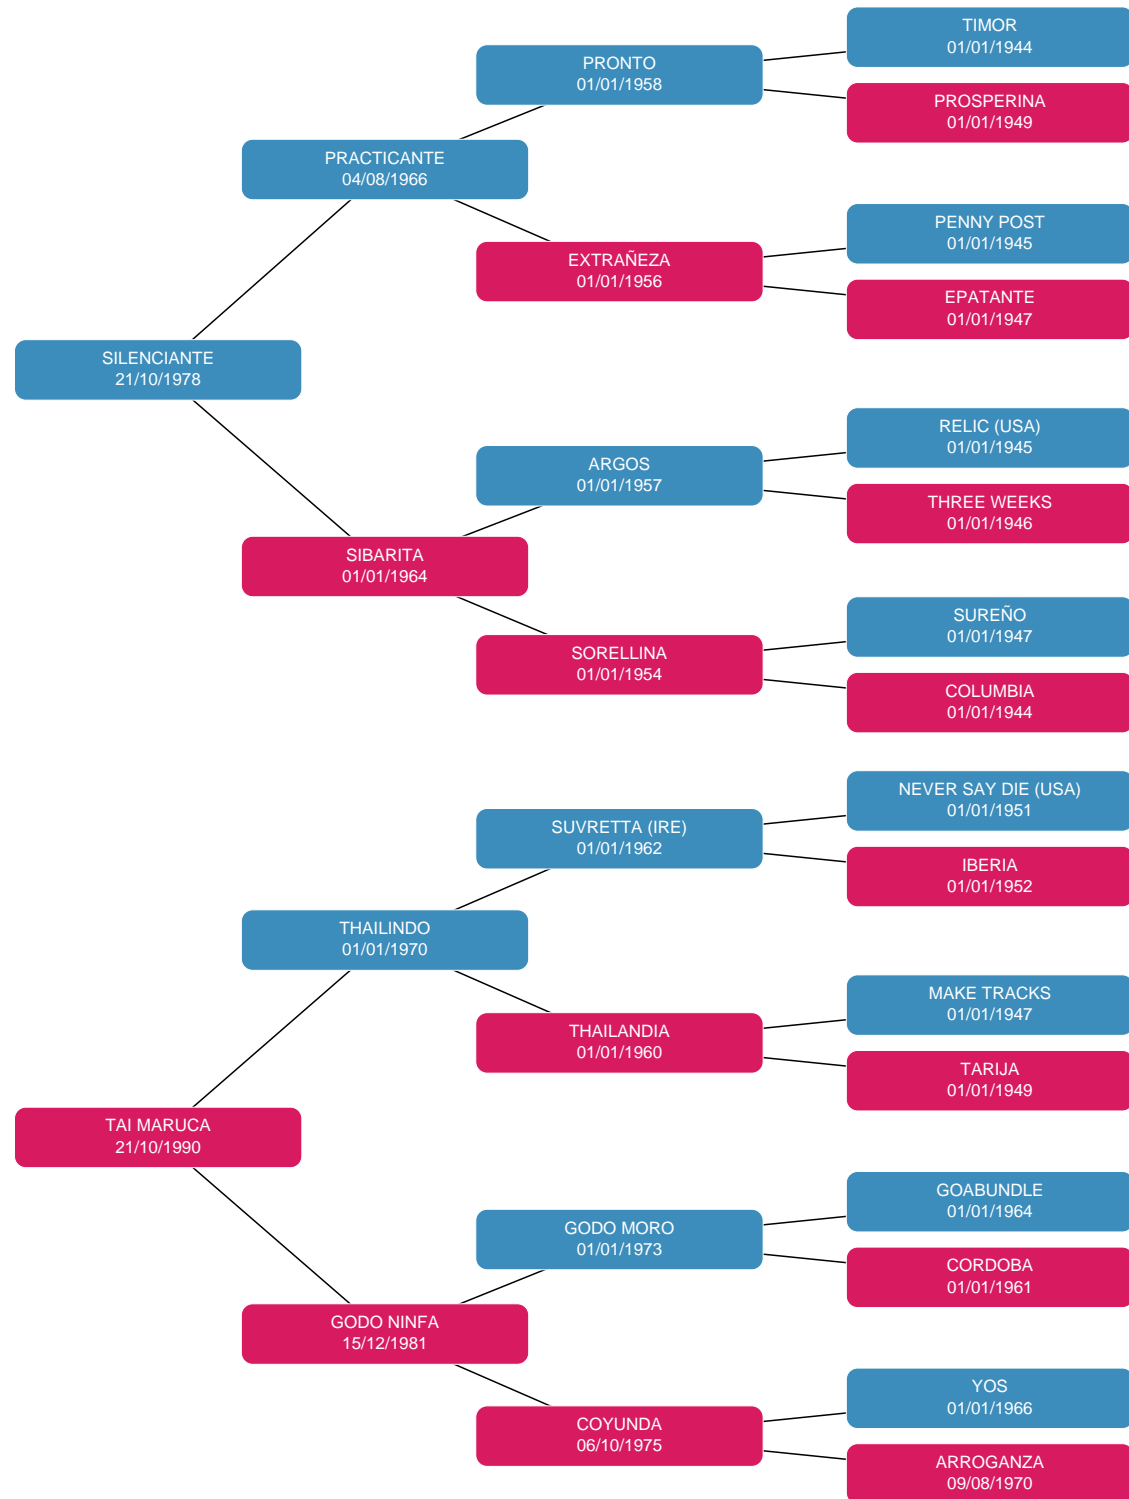 TIMOR
01/01/1944
PRONTO
01/01/1958
PROSPERINA
01/01/1949
PRACTICANTE
04/08/1966
PENNY POST
01/01/1945
EXTRAÑEZA
01/01/1956
EPATANTE
01/01/1947
SILENCIANTE
21/10/1978
RELIC (USA)
01/01/1945
ARGOS
01/01/1957
THREE WEEKS
01/01/1946
SIBARITA
01/01/1964
SUREÑO
01/01/1947
SORELLINA
01/01/1954
COLUMBIA
01/01/1944
NEVER SAY DIE (USA)
01/01/1951
SUVRETTA (IRE)
01/01/1962
IBERIA
01/01/1952
THAILINDO
01/01/1970
MAKE TRACKS
01/01/1947
THAILANDIA
01/01/1960
TARIJA
01/01/1949
TAI MARUCA
21/10/1990
GOABUNDLE
01/01/1964
GODO MORO
01/01/1973
CORDOBA
01/01/1961
GODO NINFA
15/12/1981
YOS
01/01/1966
COYUNDA
06/10/1975
ARROGANZA
09/08/1970